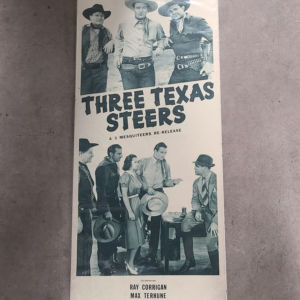 THREE TEXAS
STEERS
A 3 MESQUITEERS RE-RELEASE
RAY CORRIGAN
MAX TERHUNE